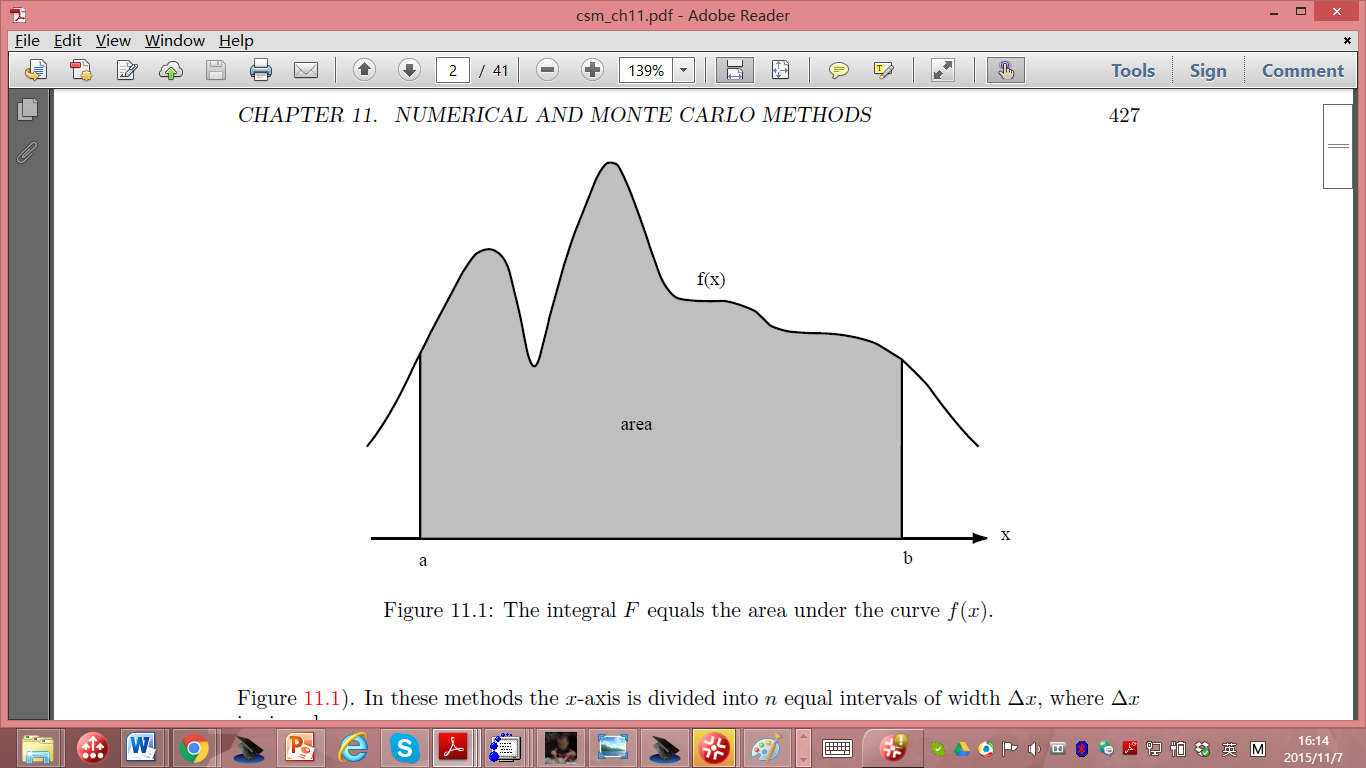 csm_ch11.pdf - Adobe Reader
File Edit View Window Help
2 / 41 139% Tools Sign Comment
CHAPTER 11. NUMERICAL AND MONTE CARLO METHODS 427
f(x)
area
x
a b
Figure 11.1: The integral F equals the area under the curve f(x).
Figure 11.1). In these methods the x-axis is divided into n equal intervals of width Δx, where Δx
英 M 16:14
2015/11/7